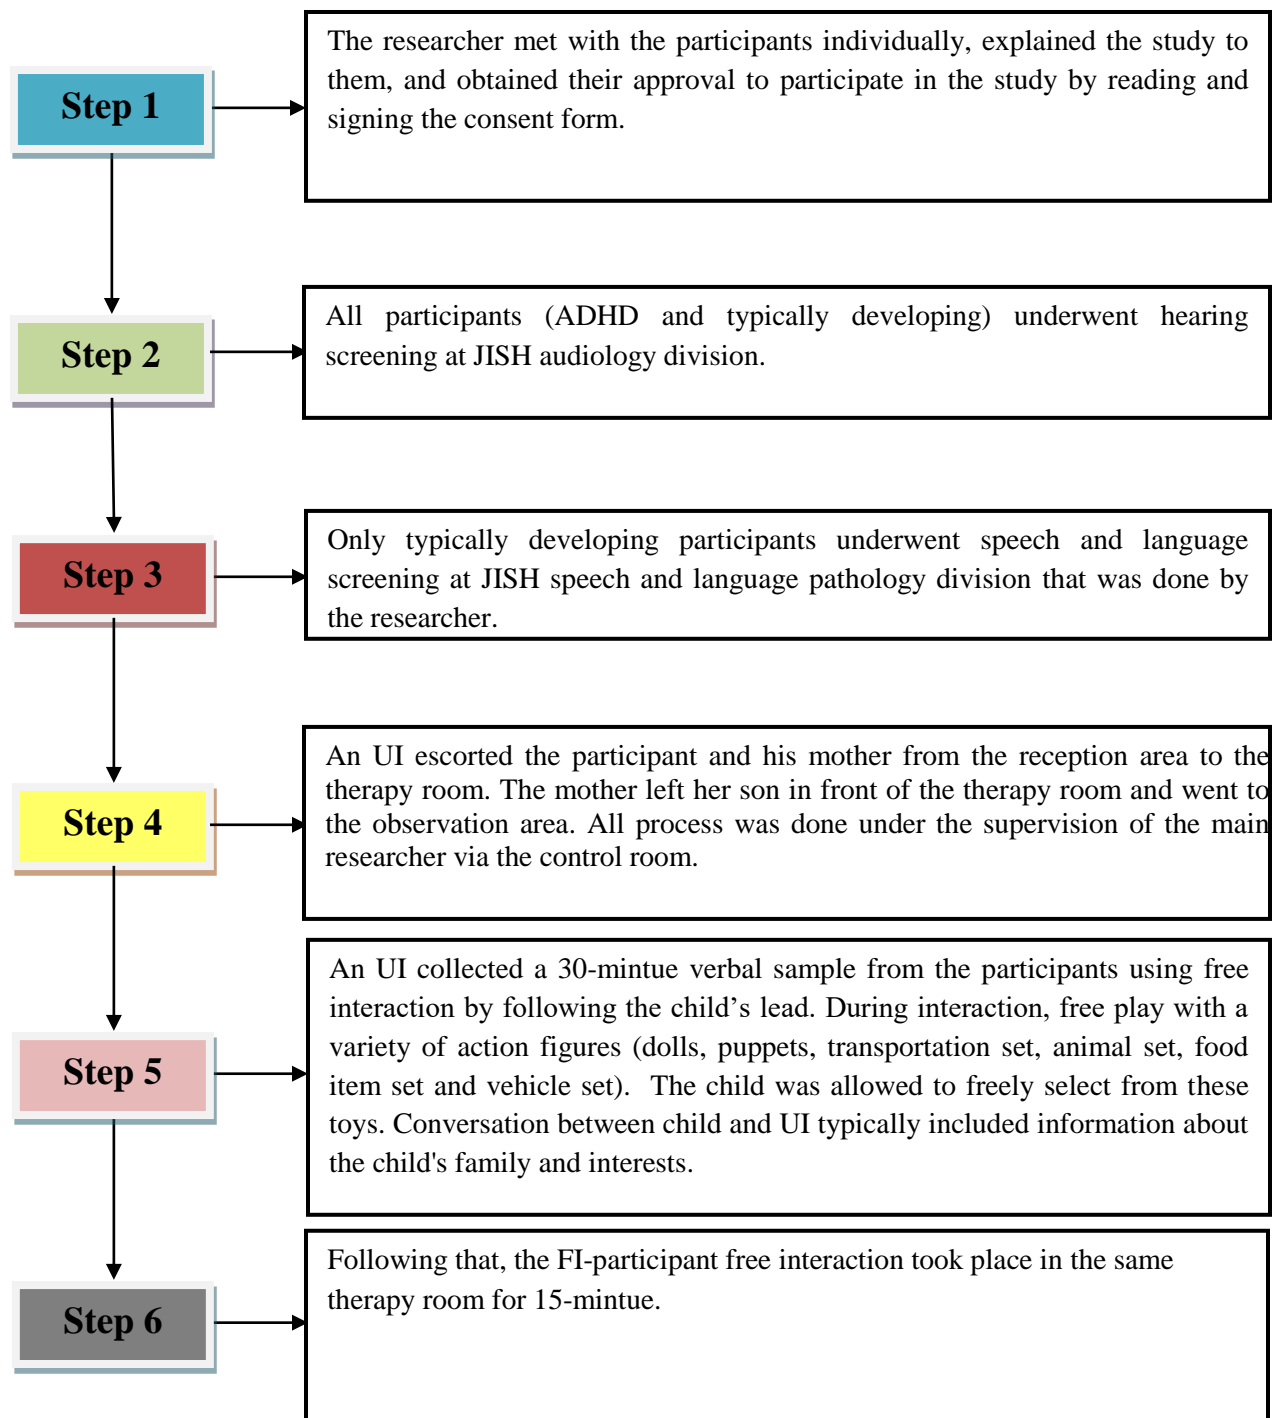 Step 1
The researcher met with the participants individually, explained the study to
them, and obtained their approval to participate in the study by reading and
signing the consent form.
Step 2
All participants (ADHD and typically developing) underwent hearing
screening at JISH audiology division.
Step 3
Only typically developing participants underwent speech and language
screening at JISH speech and language pathology division that was done by
the researcher.
Step 4
An UI escorted the participant and his mother from the reception area to the
therapy room. The mother left her son in front of the therapy room and went to
the observation area. All process was done under the supervision of the main
researcher via the control room.
Step 5
An UI collected a 30-mintue verbal sample from the participants using free
interaction by following the child’s lead. During interaction, free play with a
variety of action figures (dolls, puppets, transportation set, animal set, food
item set and vehicle set).  The child was allowed to freely select from these
toys. Conversation between child and UI typically included information about
the child's family and interests.
Step 6
Following that, the FI-participant free interaction took place in the same
therapy room for 15-mintue.